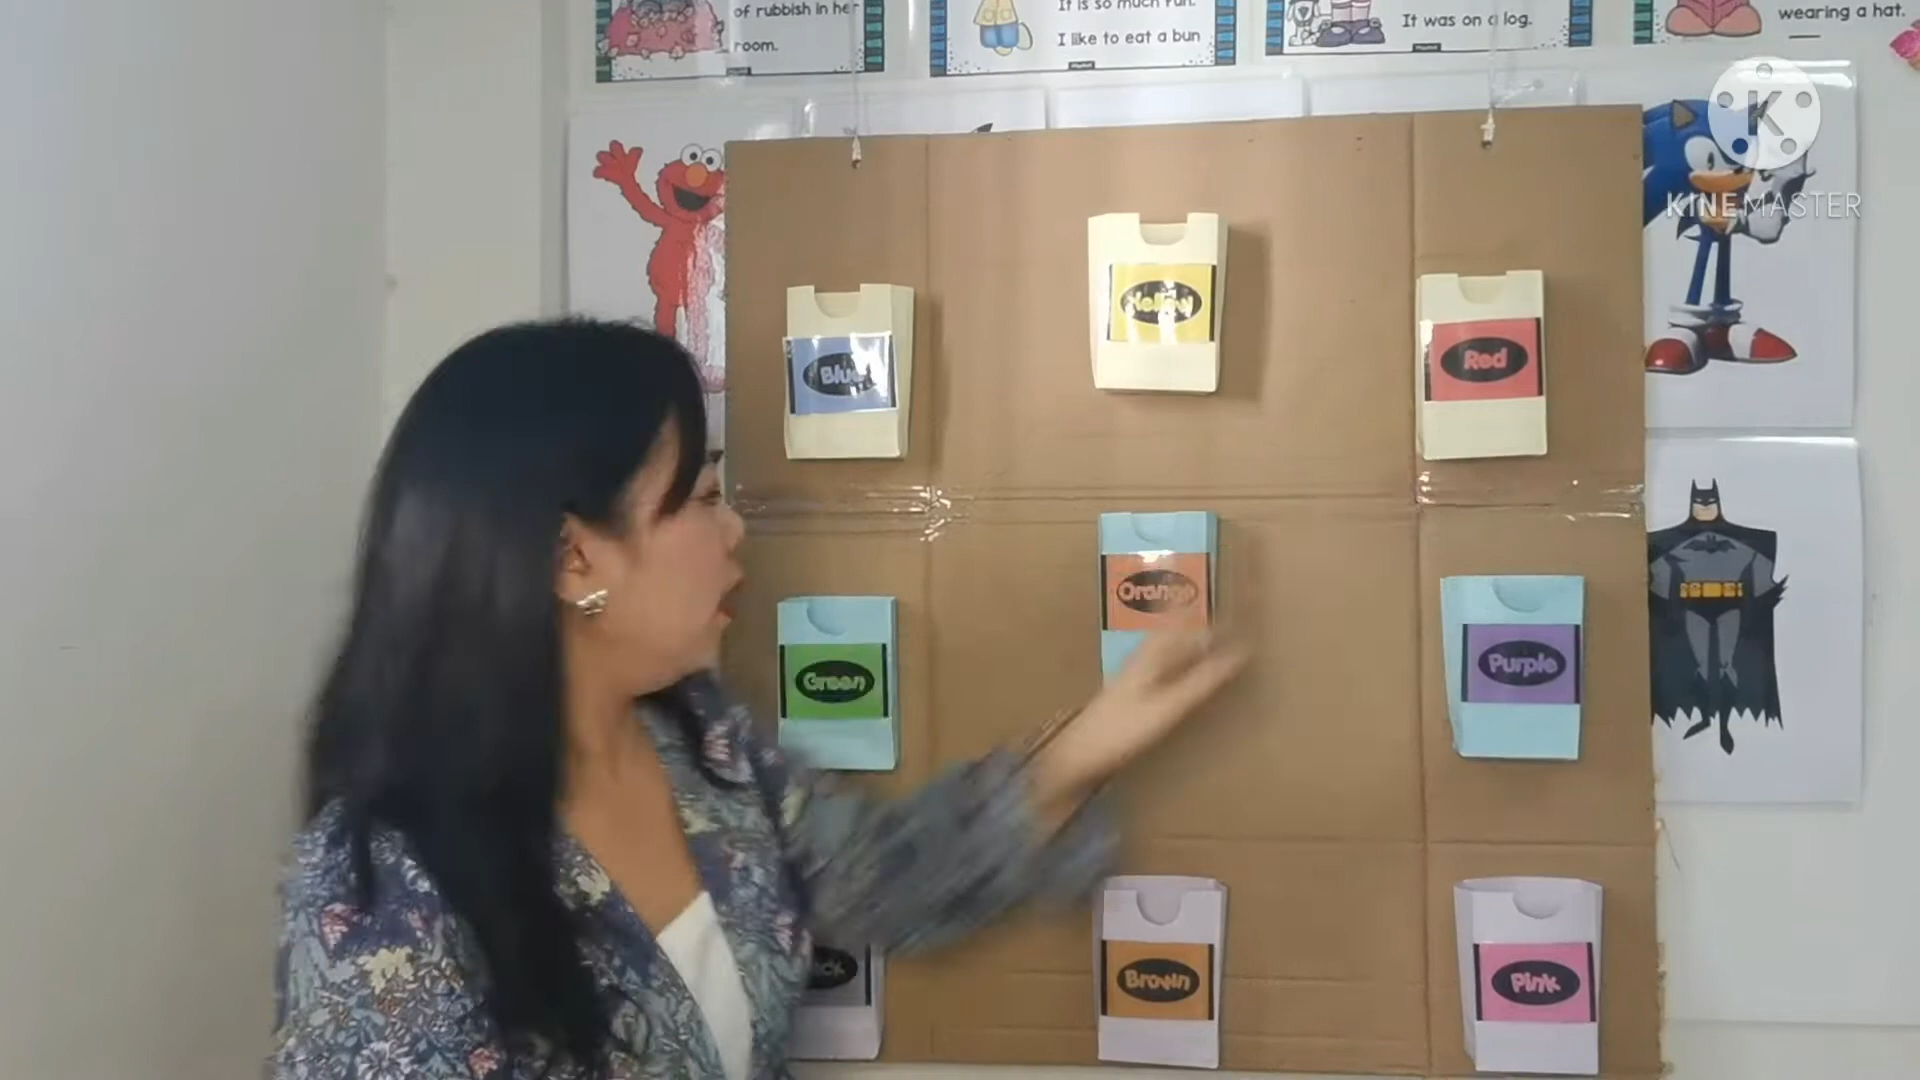 of rubbish in her
room.
It is so much fun.
I like to eat a bun
It was on a log.
wearing a hat.
KINEMASTER
Blue
Yellow
Red
Green
Orange
Purple
Brown
Pink